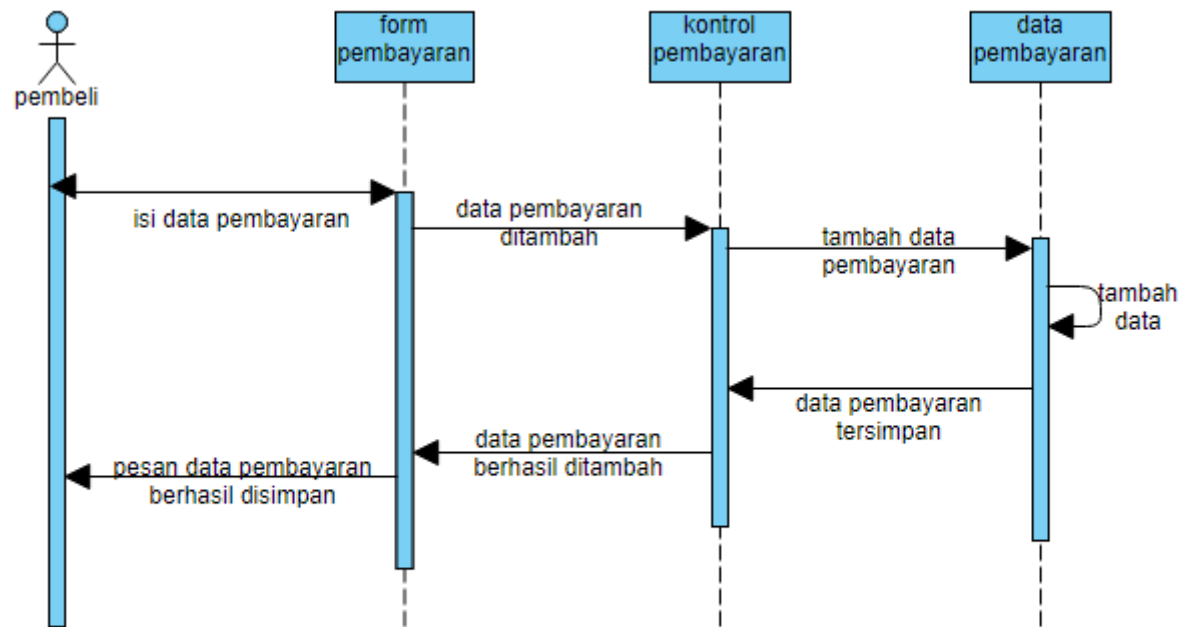 pembeli
form
pembayaran
kontrol
pembayaran
data
pembayaran
isi data pembayaran
data pembayaran
ditambah
tambah data
pembayaran
tambah
data
data pembayaran
tersimpan
data pembayaran
berhasil ditambah
pesan data pembayaran
berhasil disimpan